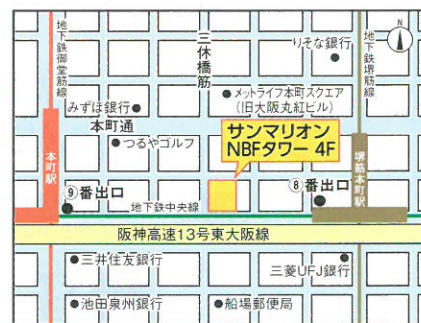 地下鉄御堂筋線
三休橋筋
りそな銀行
地下鉄堺筋線
N
メットライフ本町スクエア
(旧大阪丸紅ビル)
みずほ銀行
本町通
つるやゴルフ
サンマリオン
NBFタワー 4F
本町駅
堺筋本町駅
⑨番出口
⑧番出口
地下鉄中央線
阪神高速13号東大阪線
三井住友銀行
三菱UFJ銀行
池田泉州銀行
船場郵便局